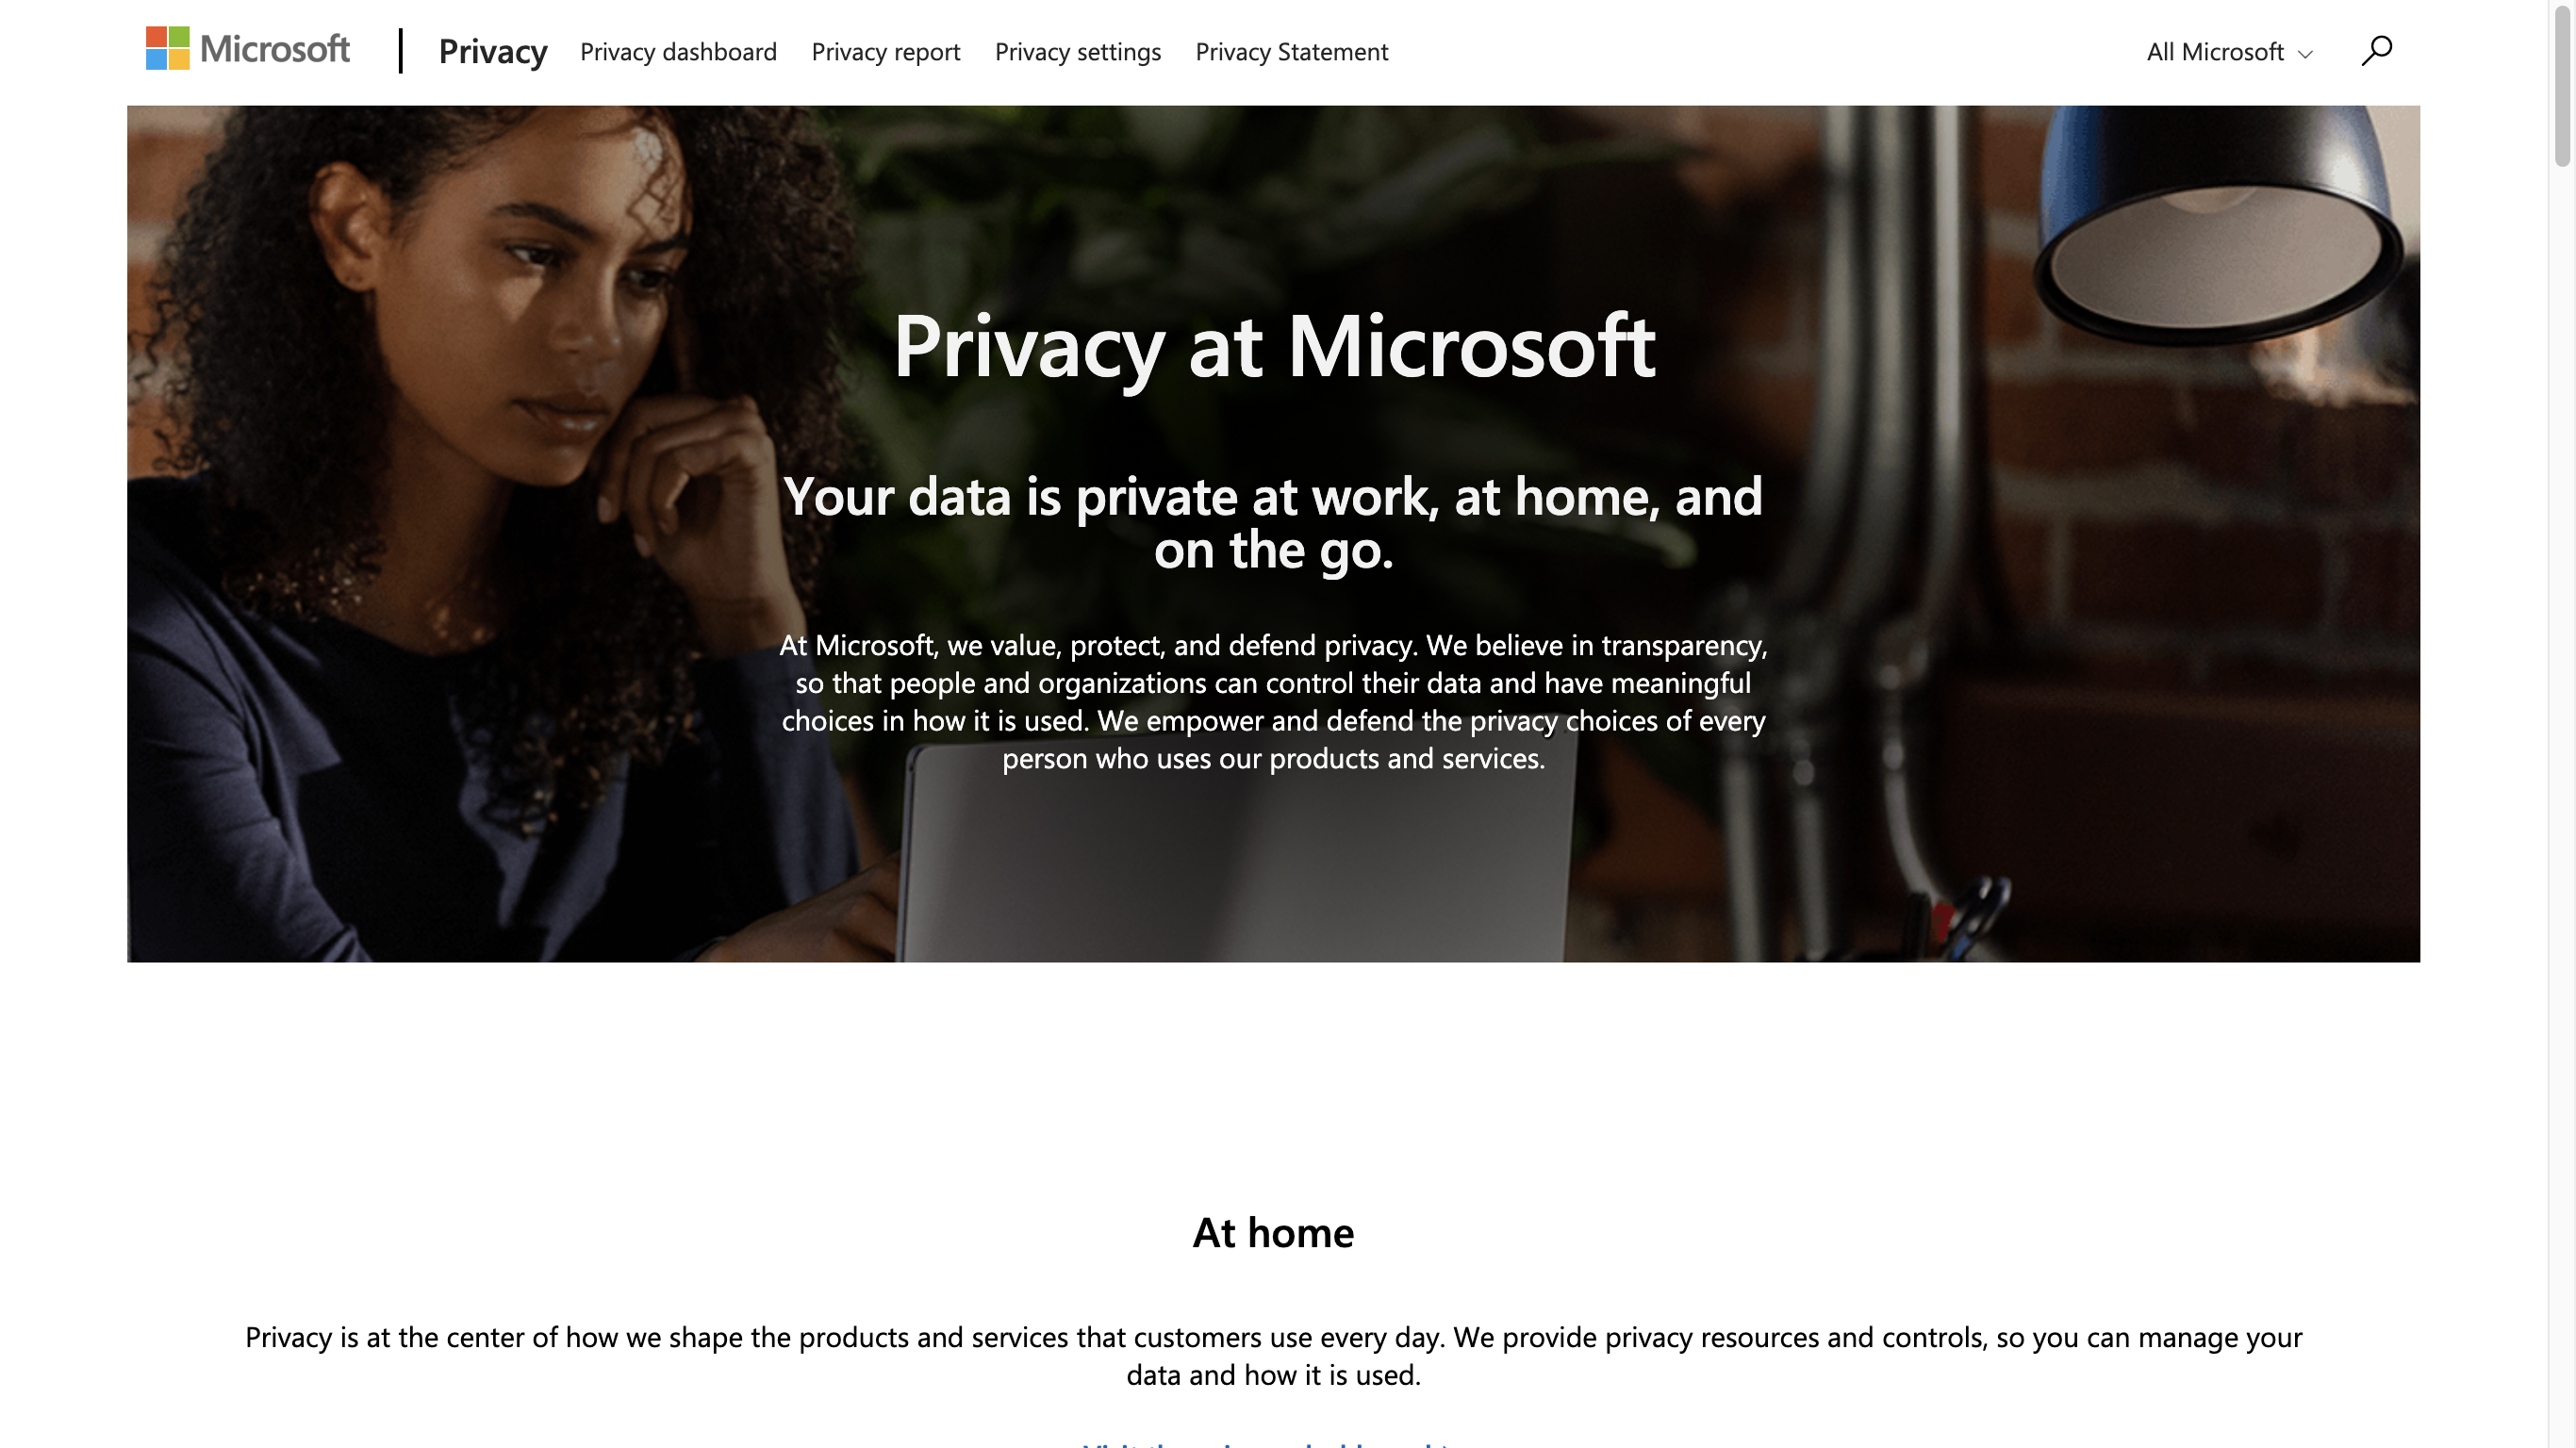 Microsoft
Privacy
Privacy dashboard
Privacy report
Privacy settings
Privacy Statement
All Microsoft
Privacy at Microsoft
Your data is private at work, at home, and
on the go.
At Microsoft, we value, protect, and defend privacy. We believe in transparency,
so that people and organizations can control their data and have meaningful
choices in how it is used. We empower and defend the privacy choices of every
person who uses our products and services.
At home
Privacy is at the center of how we shape the products and services that customers use every day. We provide privacy resources and controls, so you can manage your
data and how it is used.